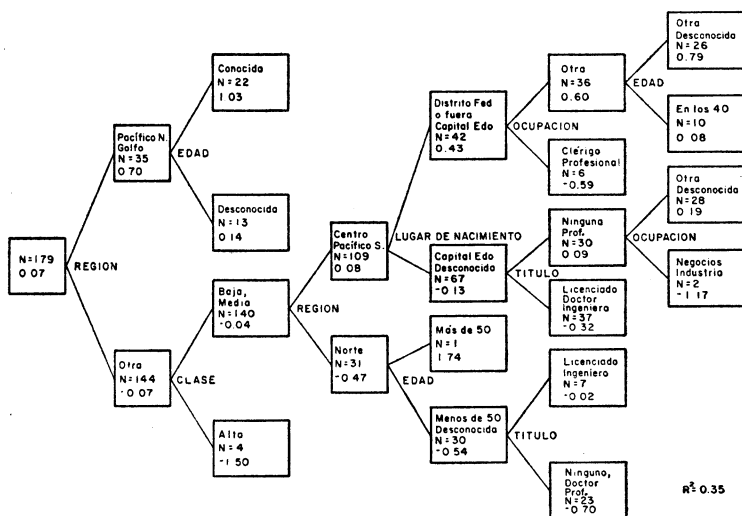 N=179
0.07
REGION
Pacífico N.
Golfo
N=35
0.70
EDAD
Conocida
N=22
1.03
Desconocida
N=13
0.14
Otra
N=144
-0.07
CLASE
Baja,
Media
N=140
-0.04
REGION
Alta
N=4
-1.50
Centro
Pacífico S.
N=109
0.08
LUGAR DE NACIMIENTO
Norte
N=31
-0.47
EDAD
Distrito Fed
o fuera
Capital Edo
N=42
0.43
OCUPACION
Capital Edo
Desconocida
N=67
-0.13
TITULO
Más de 50
N=1
1.74
Menos de 50
Desconocida
N=30
-0.54
TITULO
Otra
N=36
0.60
EDAD
Clérigo
Profesional
N=6
-0.59
Ninguna
Prof.
N=30
0.09
OCUPACION
Licenciado
Doctor
Ingeniero
N=37
-0.32
Licenciado
Ingeniero
N=7
-0.02
Ninguno,
Doctor
Prof.
N=23
-0.70
Otra
Desconocida
N=26
0.79
En los 40
N=10
0.08
Otra
Desconocida
N=28
0.19
Negocios
Industria
N=2
-1.17
R²=0.35